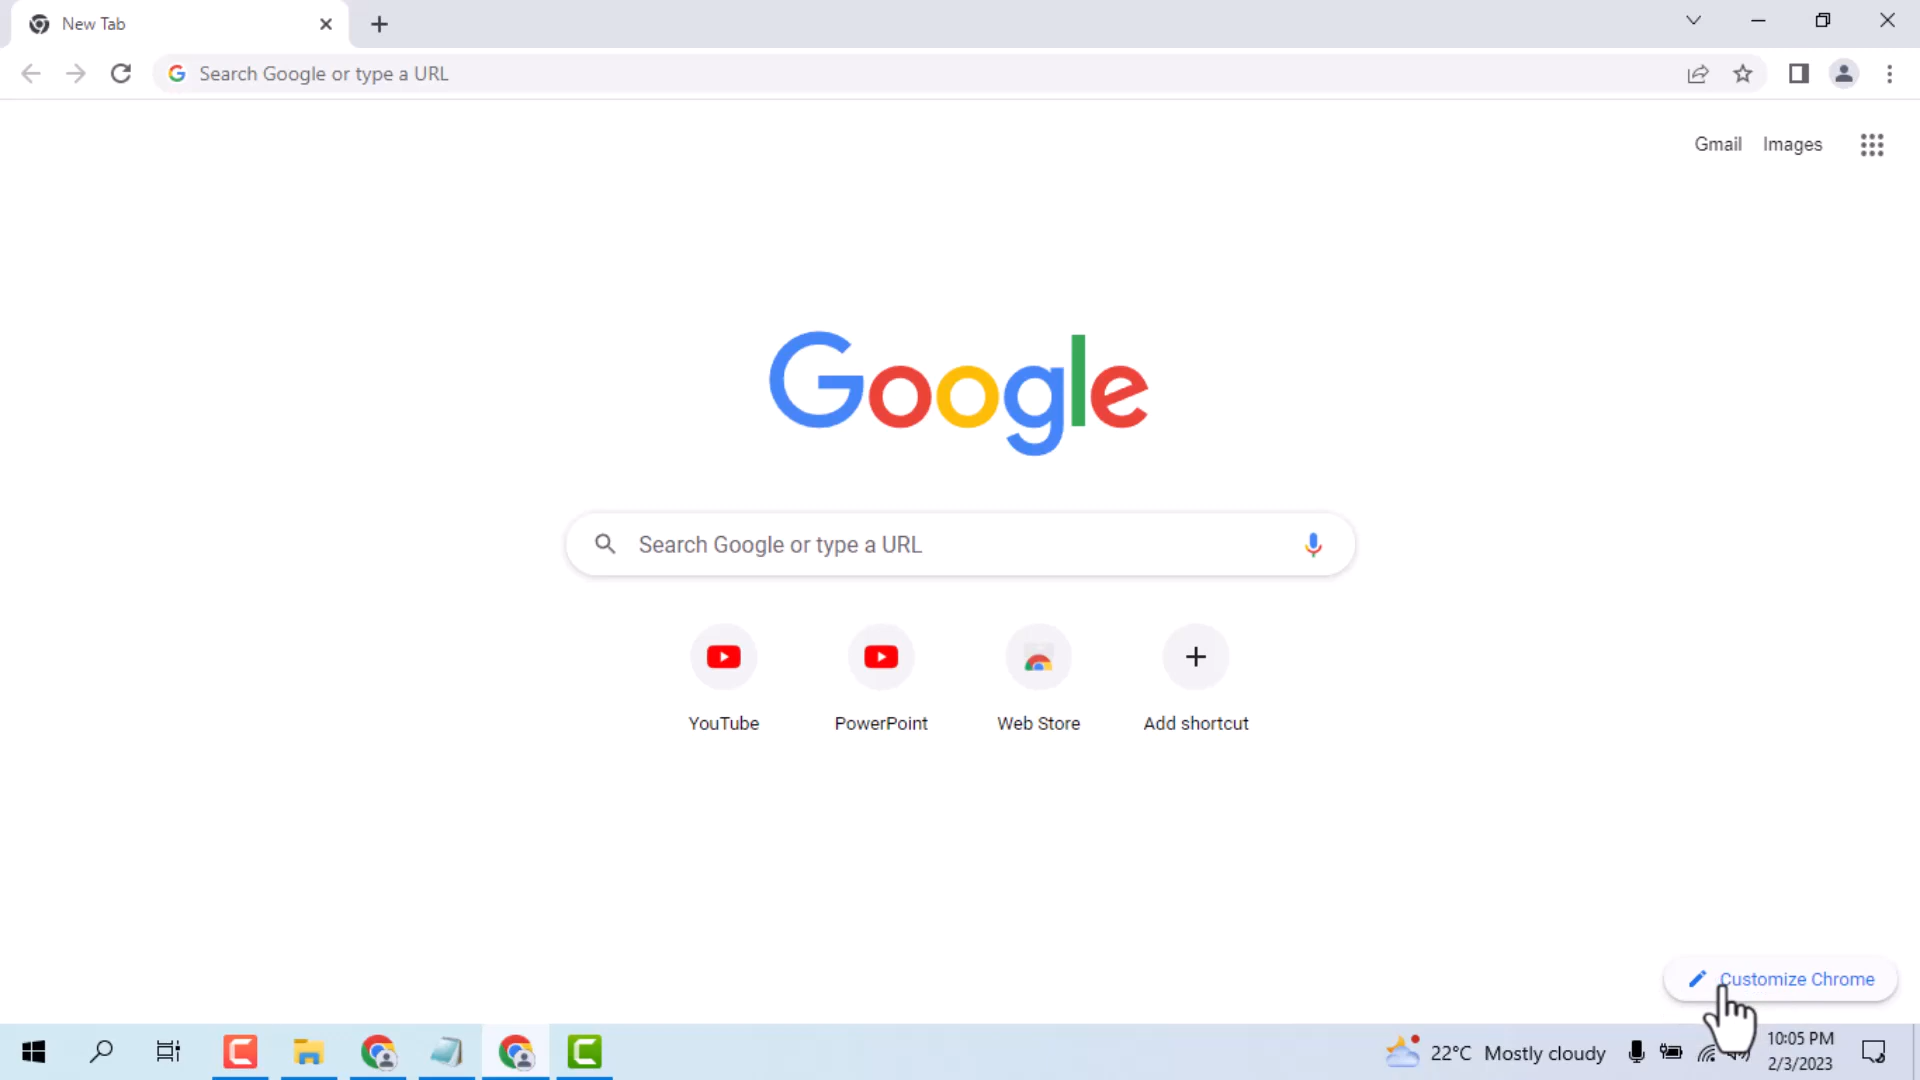 New Tab
Search Google or type a URL
Gmail Images
Google
Search Google or type a URL
YouTube PowerPoint Web Store Add shortcut
Customize Chrome
22°C Mostly cloudy
10:05 PM
2/3/2023